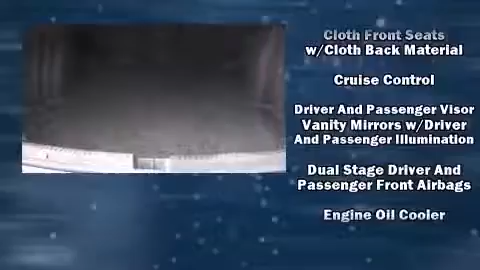 Cloth Front Seats
w/Cloth Back Material
Cruise Control
Driver And Passenger Visor
Vanity Mirrors w/Driver
And Passenger Illumination
Dual Stage Driver And
Passenger Front Airbags
Engine Oil Cooler